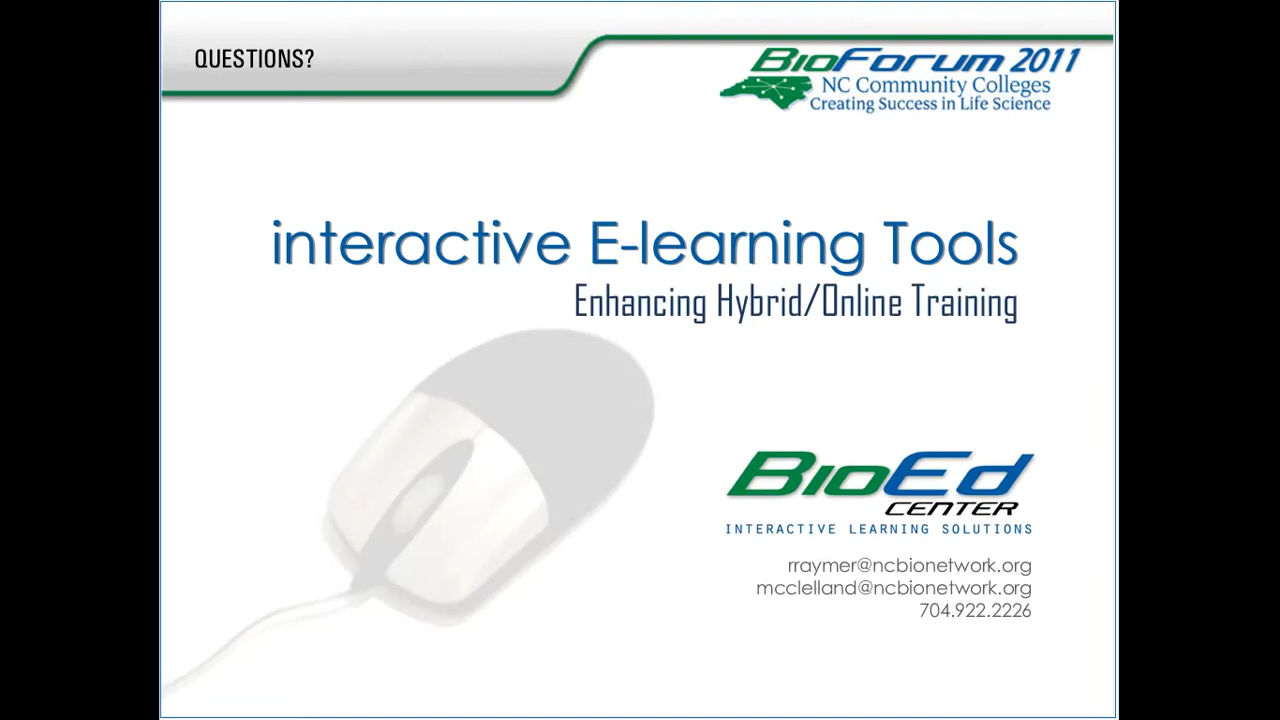 QUESTIONS?
BioForum 2011
NC Community Colleges
Creating Success in Life Science
interactive E-learning Tools
Enhancing Hybrid/Online Training
BioEd
CENTER
INTERACTIVE LEARNING SOLUTIONS
rraymer@ncbionetwork.org
mcclelland@ncbionetwork.org
704.922.2226